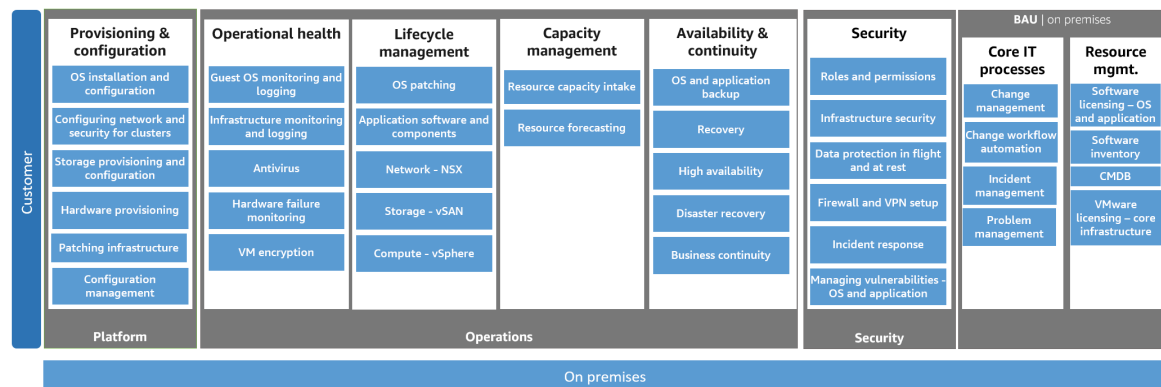 BAU | on premises
Customer
Provisioning &
configuration
OS installation and
configuration
Configuring network and
security for clusters
Storage provisioning and
configuration
Hardware provisioning
Patching infrastructure
Configuration
management
Platform
Operational health
Guest OS monitoring and
logging
Infrastructure monitoring
and logging
Antivirus
Hardware failure
monitoring
VM encryption
Lifecycle
management
OS patching
Application software and
components
Network - NSX
Storage - vSAN
Compute - vSphere
Capacity
management
Resource capacity intake
Resource forecasting
Availability &
continuity
OS and application
backup
Recovery
High availability
Disaster recovery
Business continuity
Operations
Security
Roles and permissions
Infrastructure security
Data protection in flight
and at rest
Firewall and VPN setup
Incident response
Managing vulnerabilities -
OS and application
Security
Core IT
processes
Change
management
Change workflow
automation
Incident
management
Problem
management
Resource
mgmt.
Software
licensing – OS
and application
Software
inventory
CMDB
VMware
licensing – core
infrastructure
On premises